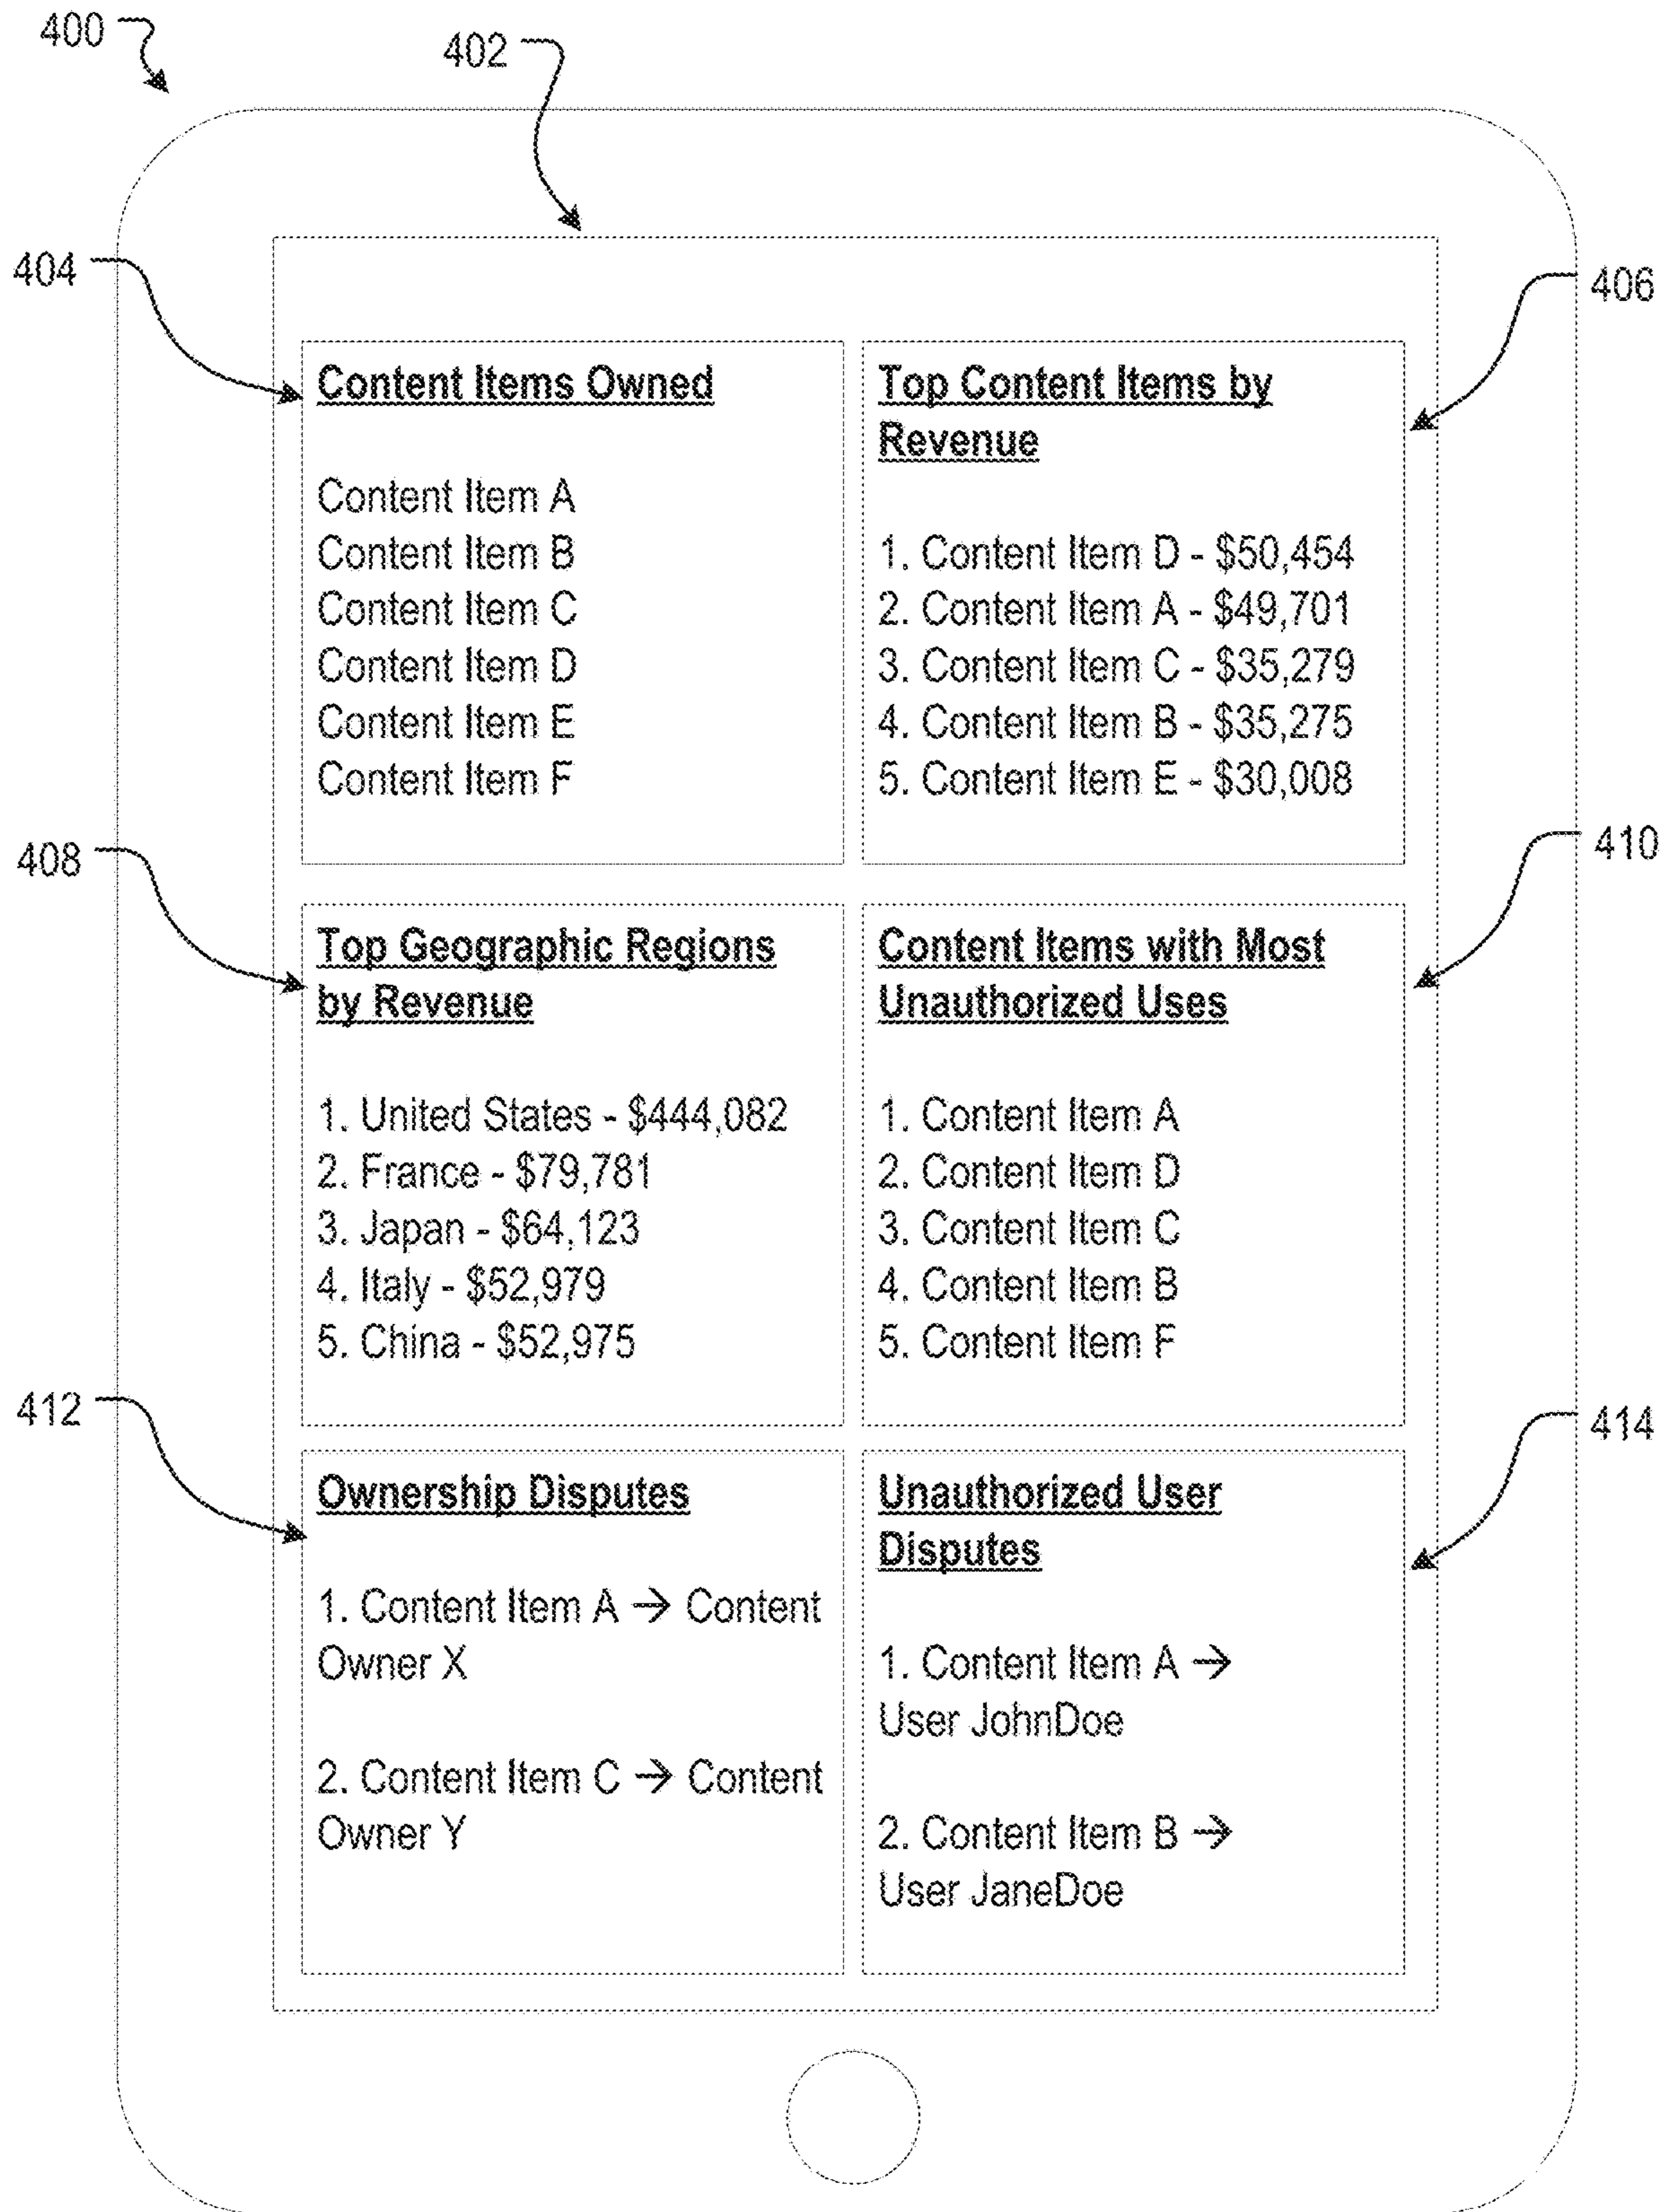 400
402
404
406
Content Items Owned
Content Item A
Content Item B
Content Item C
Content Item D
Content Item E
Content Item F
Top Content Items by
Revenue
1. Content Item D - $50,454
2. Content Item A - $49,701
3. Content Item C - $35,279
4. Content Item B - $35,275
5. Content Item E - $30,008
408
410
Top Geographic Regions
by Revenue
1. United States - $444,082
2. France - $79,781
3. Japan - $64,123
4. Italy - $52,979
5. China - $52,975
Content Items with Most
Unauthorized Uses
1. Content Item A
2. Content Item D
3. Content Item C
4. Content Item B
5. Content Item F
412
414
Ownership Disputes
1. Content Item A → Content
Owner X
2. Content Item C → Content
Owner Y
Unauthorized User
Disputes
1. Content Item A →
User JohnDoe
2. Content Item B →
User JaneDoe